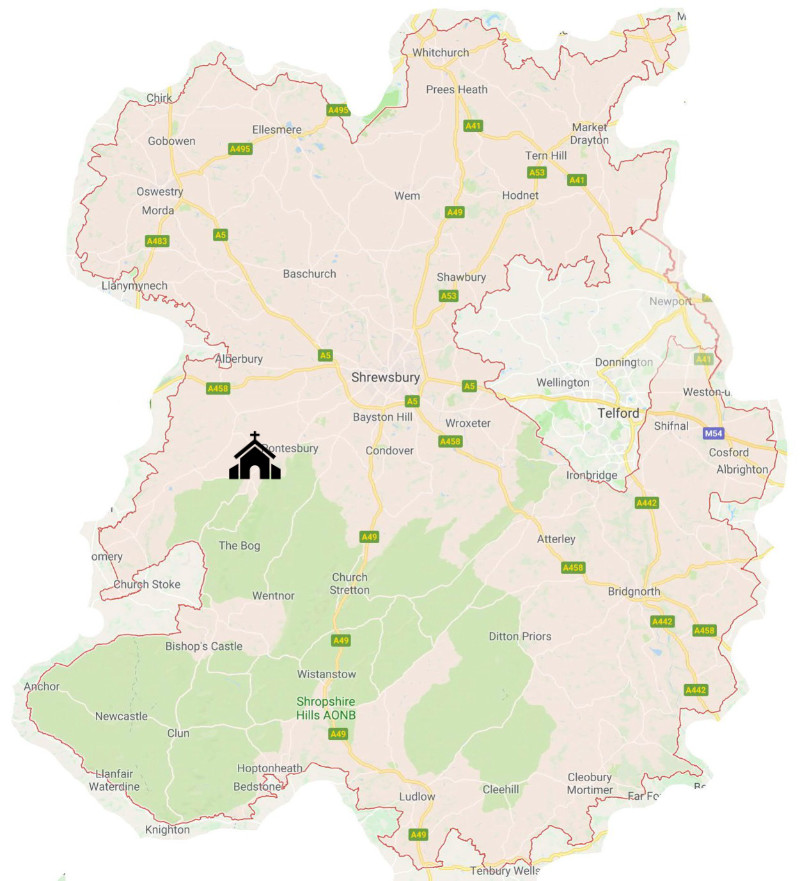 M
Whitchurch
Prees Heath
Chirk
A495
A41
Ellesmere
Gobowen
A495
Market
Drayton
Tern Hill
A53
A41
Oswestry
Morda
Wem
Hodnet
A49
A5
A483
Baschurch
Shawbury
Llanymynech
A53
Newport
A5
Alberbury
A41
Donnington
Shrewsbury
Wellington
A458
A5
Weston-u
A5
Telford
Bayston Hill
Wroxeter
Shifnal
M54
A458
Pontesbury
Condover
Cosford
Albrighton
Ironbridge
A442
A49
Atterley
The Bog
omery
A458
Church
Stretton
Church Stoke
Wentnor
Bridgnorth
A442
A458
Ditton Priors
A49
Bishop's Castle
Wistanstow
Anchor
A442
Shropshire
Hills AONB
Newcastle
Clun
A49
Hoptonheath
Llanfair
Waterdine
Bedstone
Cleobury
Mortimer
Cleehill
Ludlow
Far Fo
Knighton
A49
Tenbury Wells